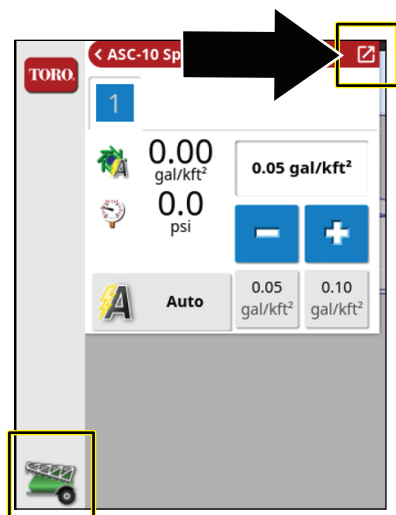 < ASC-10 Sp
TORO.
1
0.00
gal/kft²
0.05 gal/kft²
0.0
psi
A
Auto
0.05
gal/kft²
0.10
gal/kft²